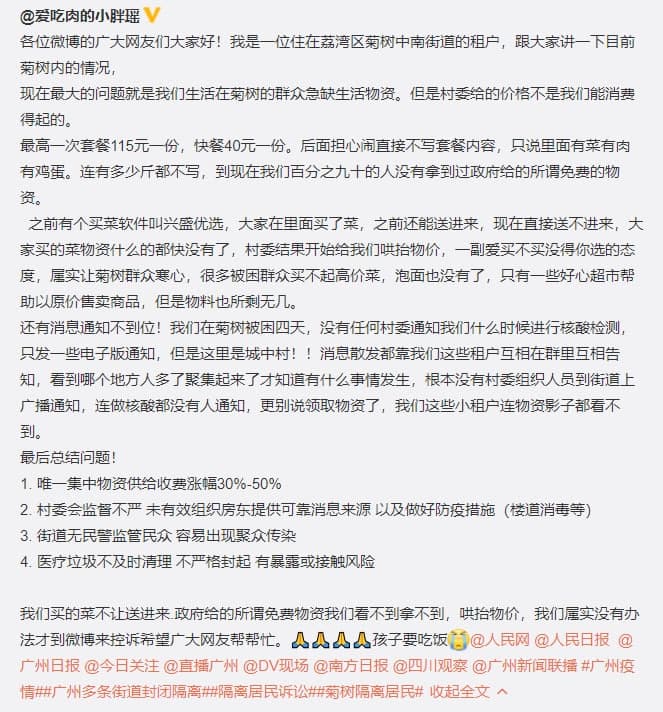 @爱吃肉的小胖瑶
各位微博的广大网友们大家好！我是一位住在荔湾区菊树中南街道的租户，跟大家讲一下目前
菊树内的情况，
现在最大的问题就是我们生活在菊树的群众急缺生活物资。但是村委给的价格不是我们能消费
得起的。
最高一次套餐115元一份，快餐40元一份。后面担心闹直接不写套餐内容，只说里面有菜有肉
有鸡蛋。连有多少斤都不写，到现在我们百分之九十的人没有拿到过政府给的所谓免费的物
资。
之前有个买菜软件叫兴盛优选，大家在里面买了菜，之前还能送进来，现在直接送不进来，大
家买的菜物资什么的都快没有了，村委结果开始给我们哄抬物价，一副爱买不买没得你选的态
度，属实让菊树群众寒心，很多被困群众买不起高价菜，泡面也没有了，只有一些好心超市帮
助以原价售卖商品，但是物料也所剩无几。
还有消息通知不到位！我们在菊树被困四天，没有任何村委通知我们什么时候进行核酸检测，
只发一些电子版通知，但是这里是城中村！！消息散发都靠我们这些租户互相在群里互相告
知，看到哪个地方人多了聚集起来了才知道有什么事情发生，根本没有村委组织人员到街道上
广播通知，连做核酸都没有人通知，更别说领取物资了，我们这些小租户连物资影子都看不
到。
最后总结问题！
1. 唯一集中物资供给收费涨幅30%-50%
2. 村委会监督不严 未有效组织房东提供可靠消息来源 以及做好防疫措施（楼道消毒等）
3. 街道无民警监管民众 容易出现聚众传染
4. 医疗垃圾不及时清理 不严格封起 有暴露或接触风险
我们买的菜不让送进来.政府给的所谓免费物资我们看不到拿不到，哄抬物价，我们属实没有办
法才到微博来控诉希望广大网友帮帮忙。🙏🙏🙏🙏孩子要吃饭😭@人民网 @人民日报 @
广州日报 @今日关注 @直播广州 @DV现场 @南方日报 @四川观察 @广州新闻联播 #广州疫
情##广州多条街道封闭隔离##隔离居民诉讼##菊树隔离居民# 收起全文 ^